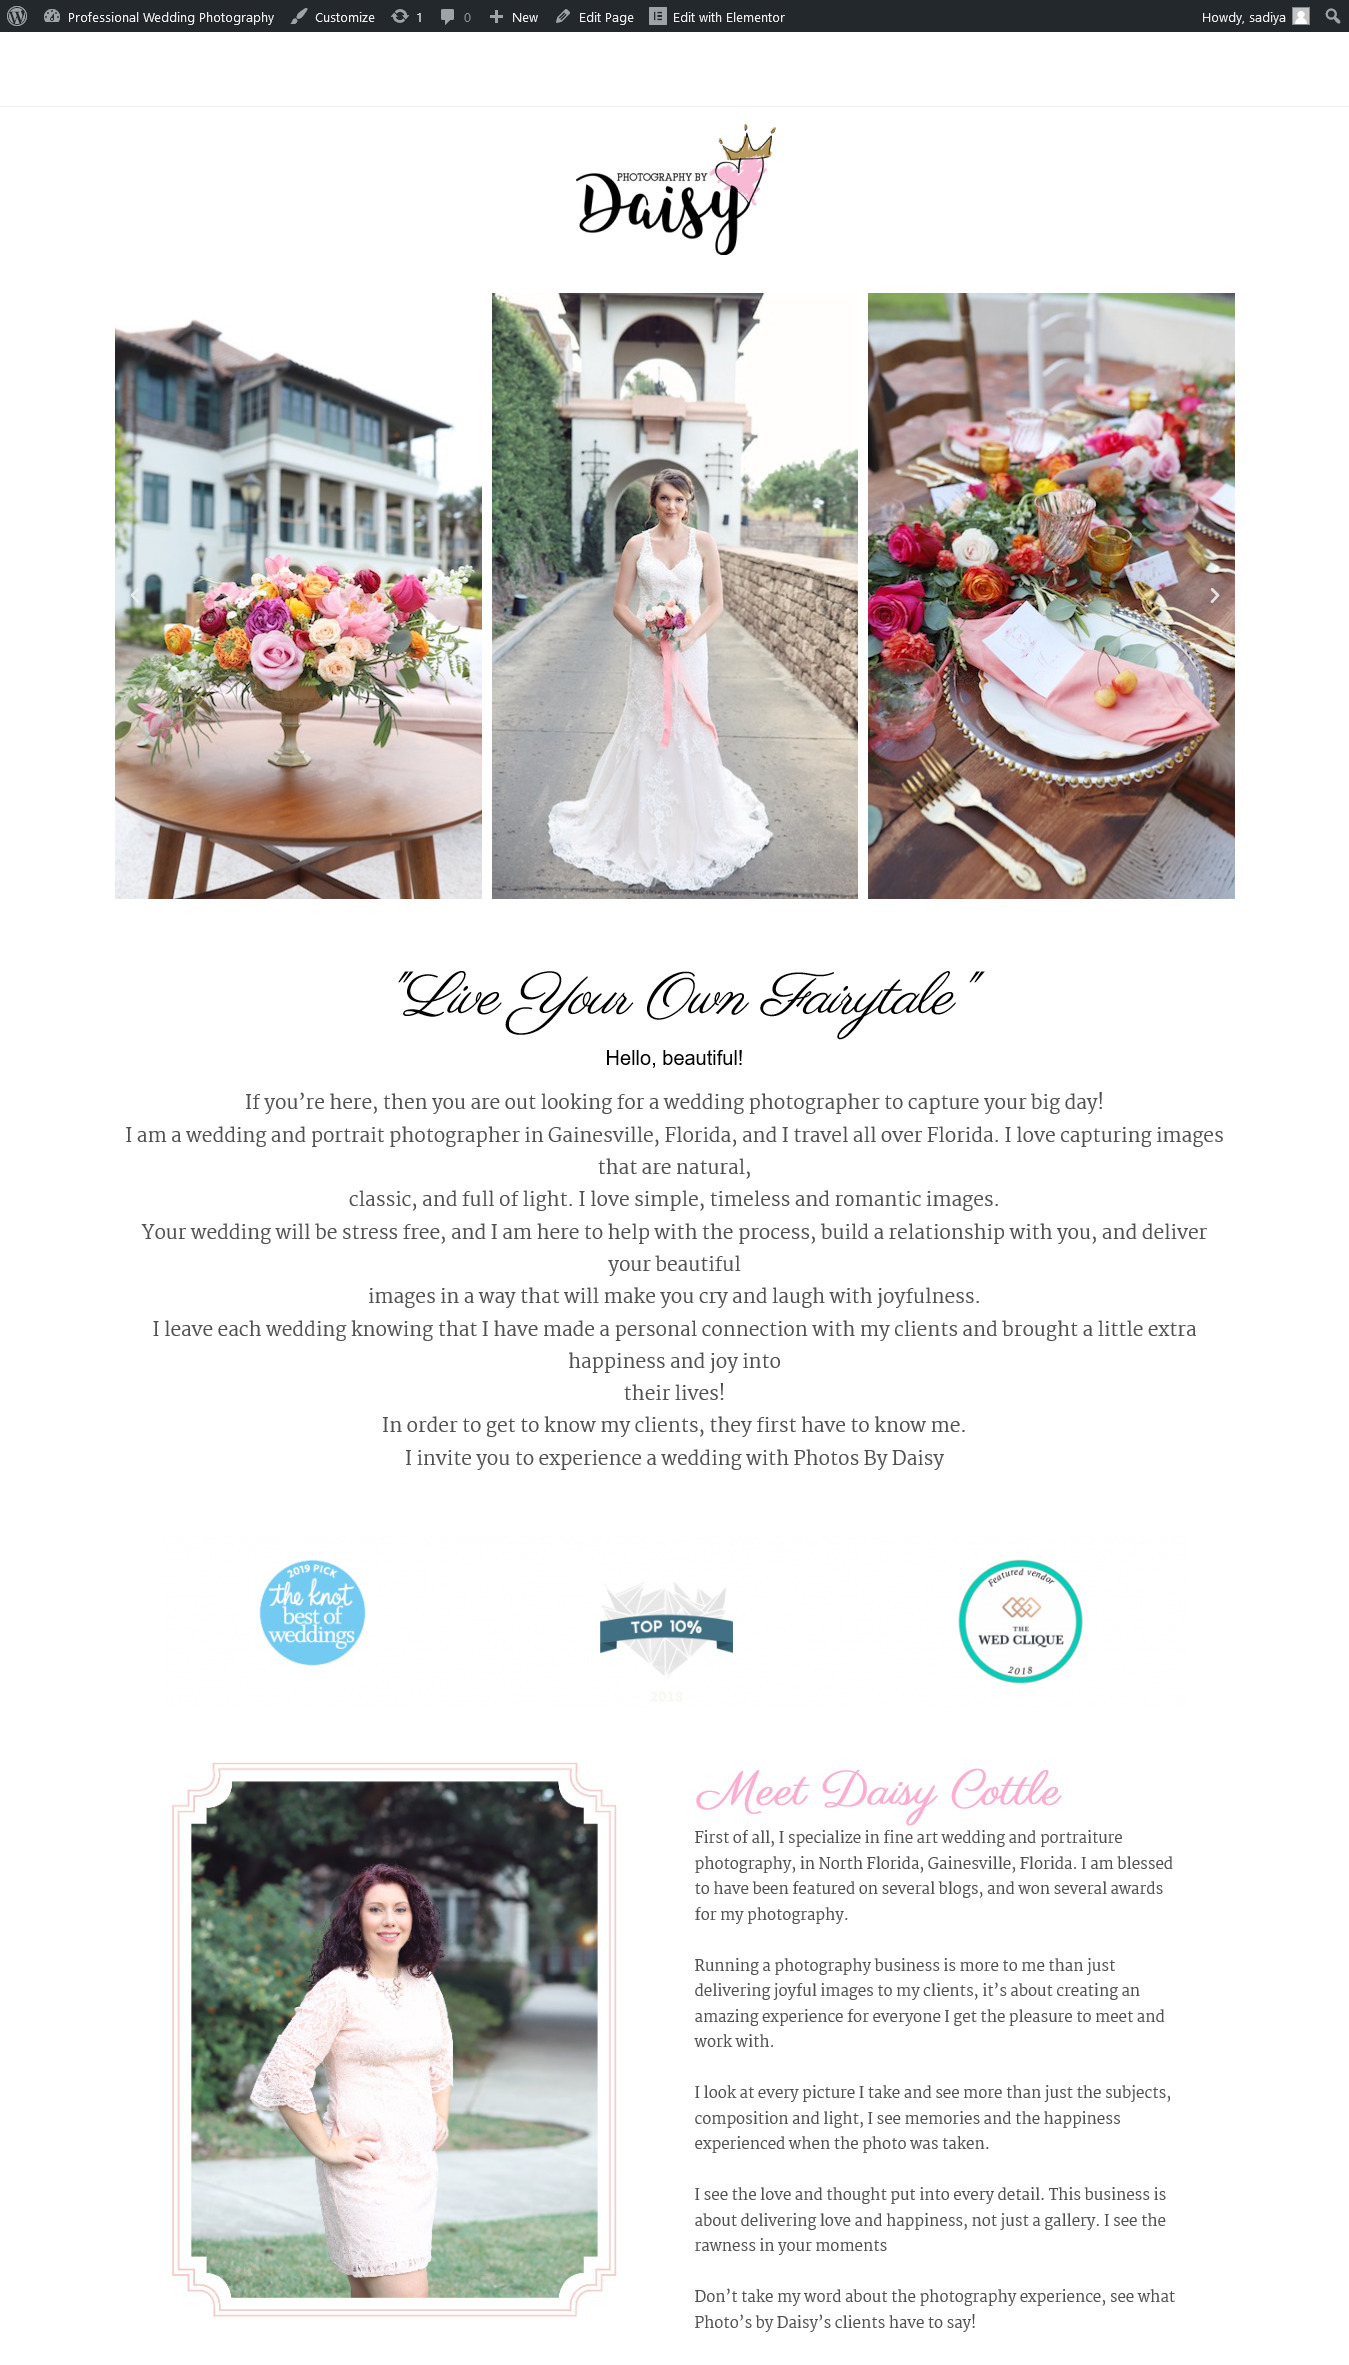 Professional Wedding Photography Customize 1 0 New Edit Page Edit with Elementor Howdy, sadiya
PHOTOGRAPHY BY
Daisy
"Live Your Own Fairytale"
Hello, beautiful!
If you’re here, then you are out looking for a wedding photographer to capture your big day!
I am a wedding and portrait photographer in Gainesville, Florida, and I travel all over Florida. I love capturing images
that are natural,
classic, and full of light. I love simple, timeless and romantic images.
Your wedding will be stress free, and I am here to help with the process, build a relationship with you, and deliver
your beautiful
images in a way that will make you cry and laugh with joyfulness.
I leave each wedding knowing that I have made a personal connection with my clients and brought a little extra
happiness and joy into
their lives!
In order to get to know my clients, they first have to know me.
I invite you to experience a wedding with Photos By Daisy
2019 PICK
the knot
best of
weddings
TOP 10%
2018
Featured vendor
THE
WED CLIQUE
2018
Meet Daisy Cottle
First of all, I specialize in fine art wedding and portraiture
photography, in North Florida, Gainesville, Florida. I am blessed
to have been featured on several blogs, and won several awards
for my photography.
Running a photography business is more to me than just
delivering joyful images to my clients, it’s about creating an
amazing experience for everyone I get the pleasure to meet and
work with.
I look at every picture I take and see more than just the subjects,
composition and light, I see memories and the happiness
experienced when the photo was taken.
I see the love and thought put into every detail. This business is
about delivering love and happiness, not just a gallery. I see the
rawness in your moments
Don’t take my word about the photography experience, see what
Photo’s by Daisy’s clients have to say!